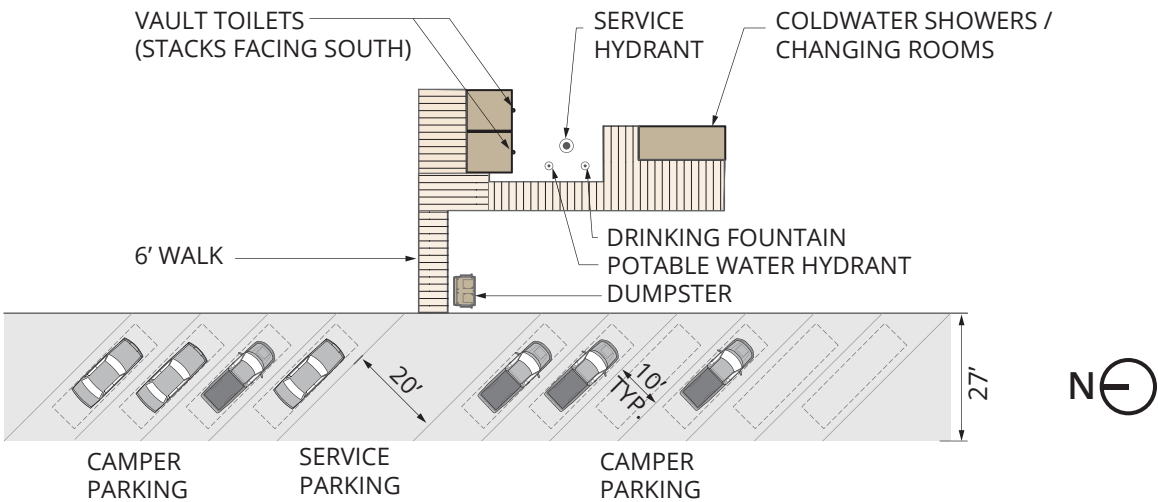 VAULT TOILETS
(STACKS FACING SOUTH)
SERVICE
HYDRANT
COLDWATER SHOWERS /
CHANGING ROOMS
6’ WALK
DRINKING FOUNTAIN
POTABLE WATER HYDRANT
DUMPSTER
20’
10’
TYP.
27’
N
CAMPER
PARKING
SERVICE
PARKING
CAMPER
PARKING